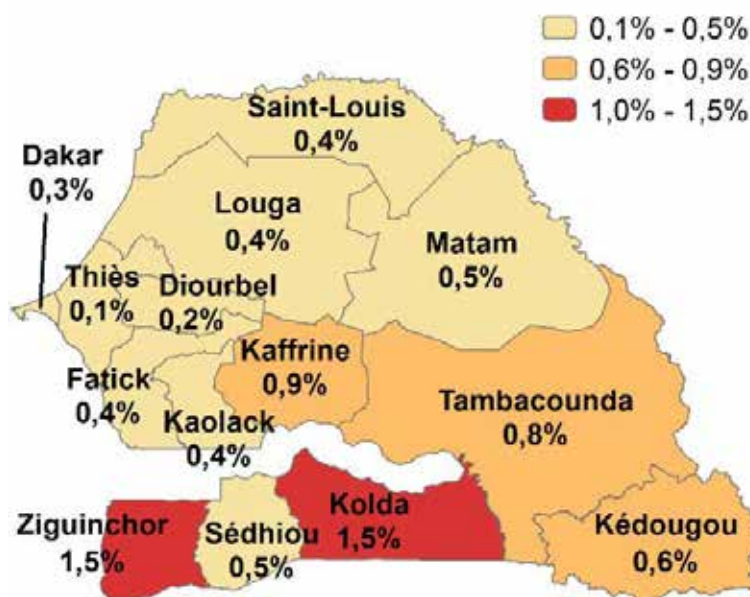 0,1% - 0,5%
0,6% - 0,9%
1,0% - 1,5%
Saint-Louis
0,4%
Dakar
0,3%
Louga
0,4%
Matam
0,5%
Thiès
0,1%
Diourbel
0,2%
Kaffrine
0,9%
Fatick
0,4%
Kaolack
0,4%
Tambacounda
0,8%
Ziguinchor
1,5%
Sédhiou
0,5%
Kolda
1,5%
Kédougou
0,6%